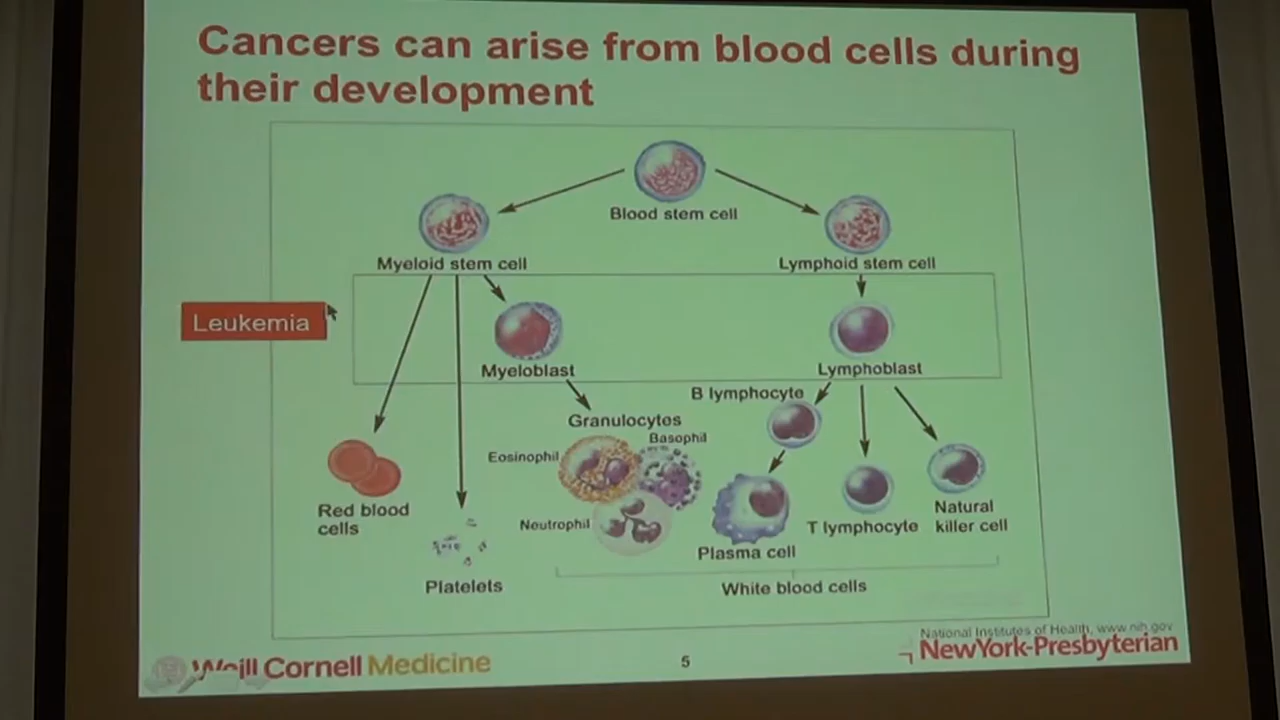 Cancers can arise from blood cells during
their development
Blood stem cell
Myeloid stem cell
Lymphoid stem cell
Leukemia
Myeloblast
Lymphoblast
B lymphocyte
Granulocytes
Basophil
Eosinophil
Neutrophil
Red blood
cells
Platelets
Plasma cell
T lymphocyte
Natural
killer cell
White blood cells
National Institutes of Health, www.nih.gov
Weill Cornell Medicine
5
NewYork-Presbyterian